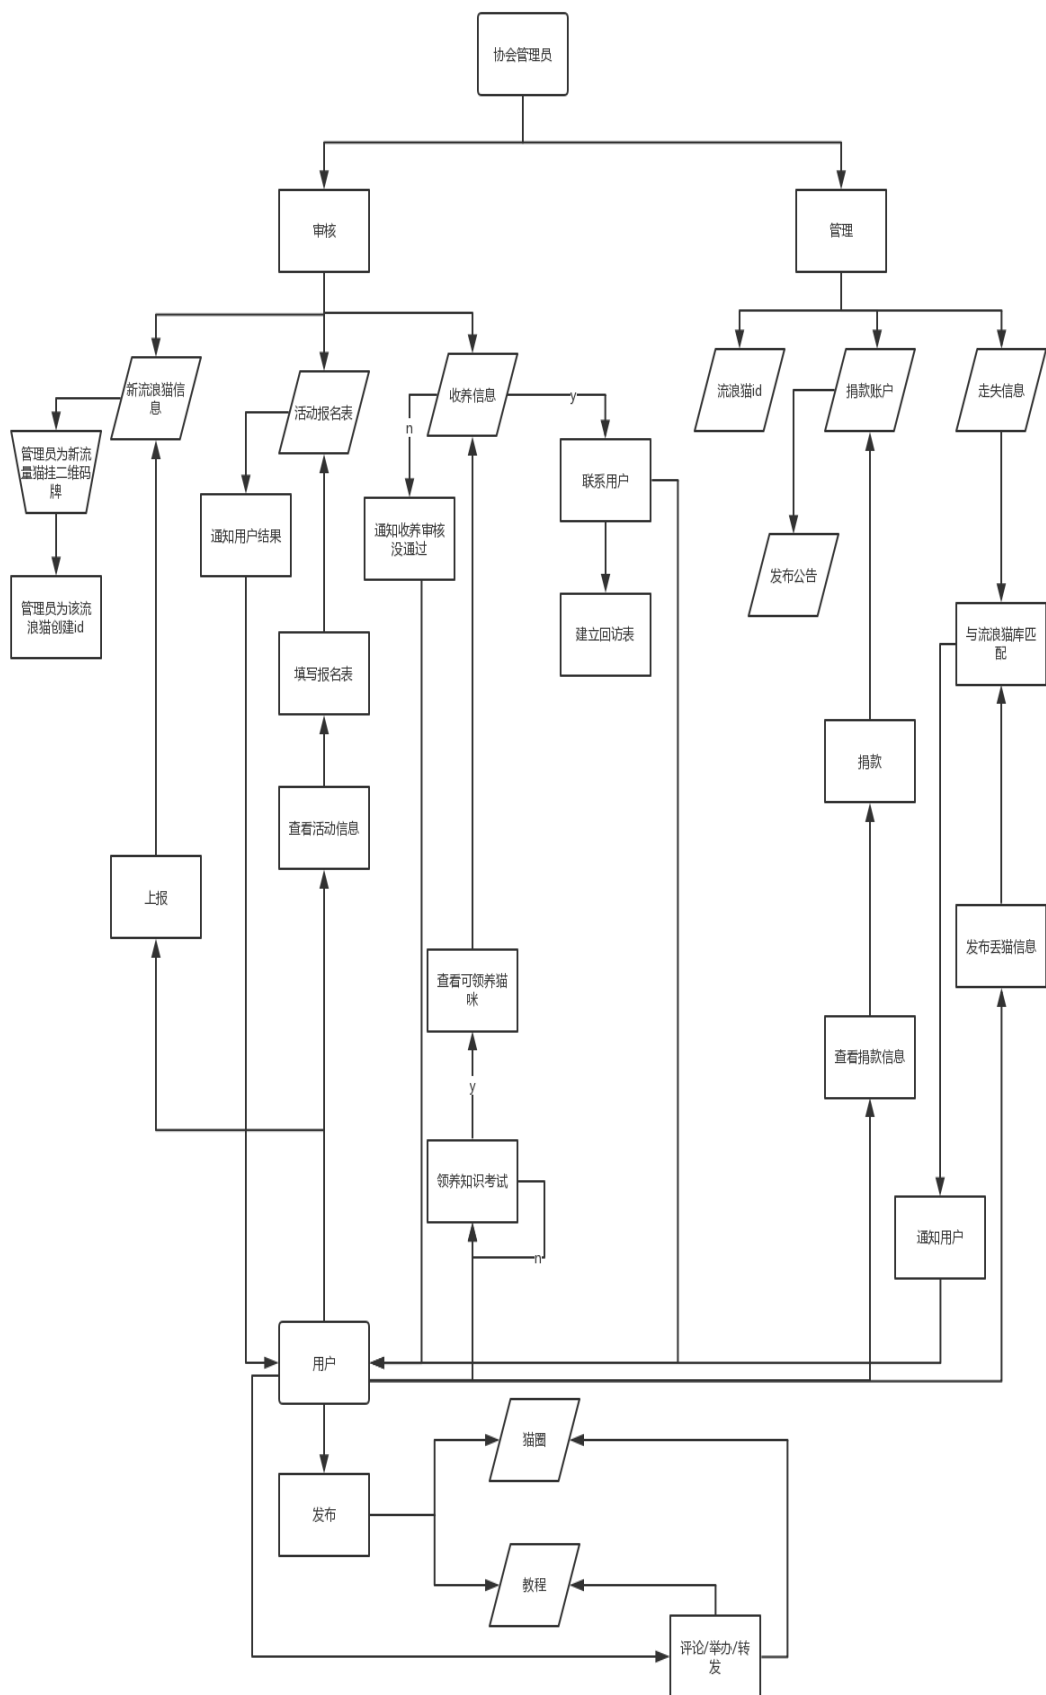 协会管理员
审核
管理
新流浪猫信
息
活动报名表
收养信息
流浪猫id
捐款账户
走失信息
y
n
管理员为新流
量猫挂二维码
牌
通知用户结果
通知收养审核
没通过
联系用户
发布公告
管理员为该流
浪猫创建id
建立回访表
与流浪猫库匹
配
填写报名表
捐款
查看活动信息
上报
发布丢猫信息
查看可领养猫
咪
查看捐款信息
y
领养知识考试
n
通知用户
用户
猫圈
发布
教程
评论/举办/转
发